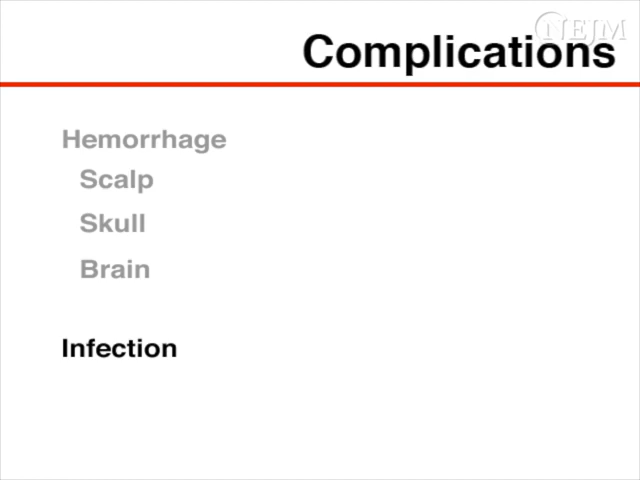 NEJM
Complications
Hemorrhage
Scalp
Skull
Brain
Infection